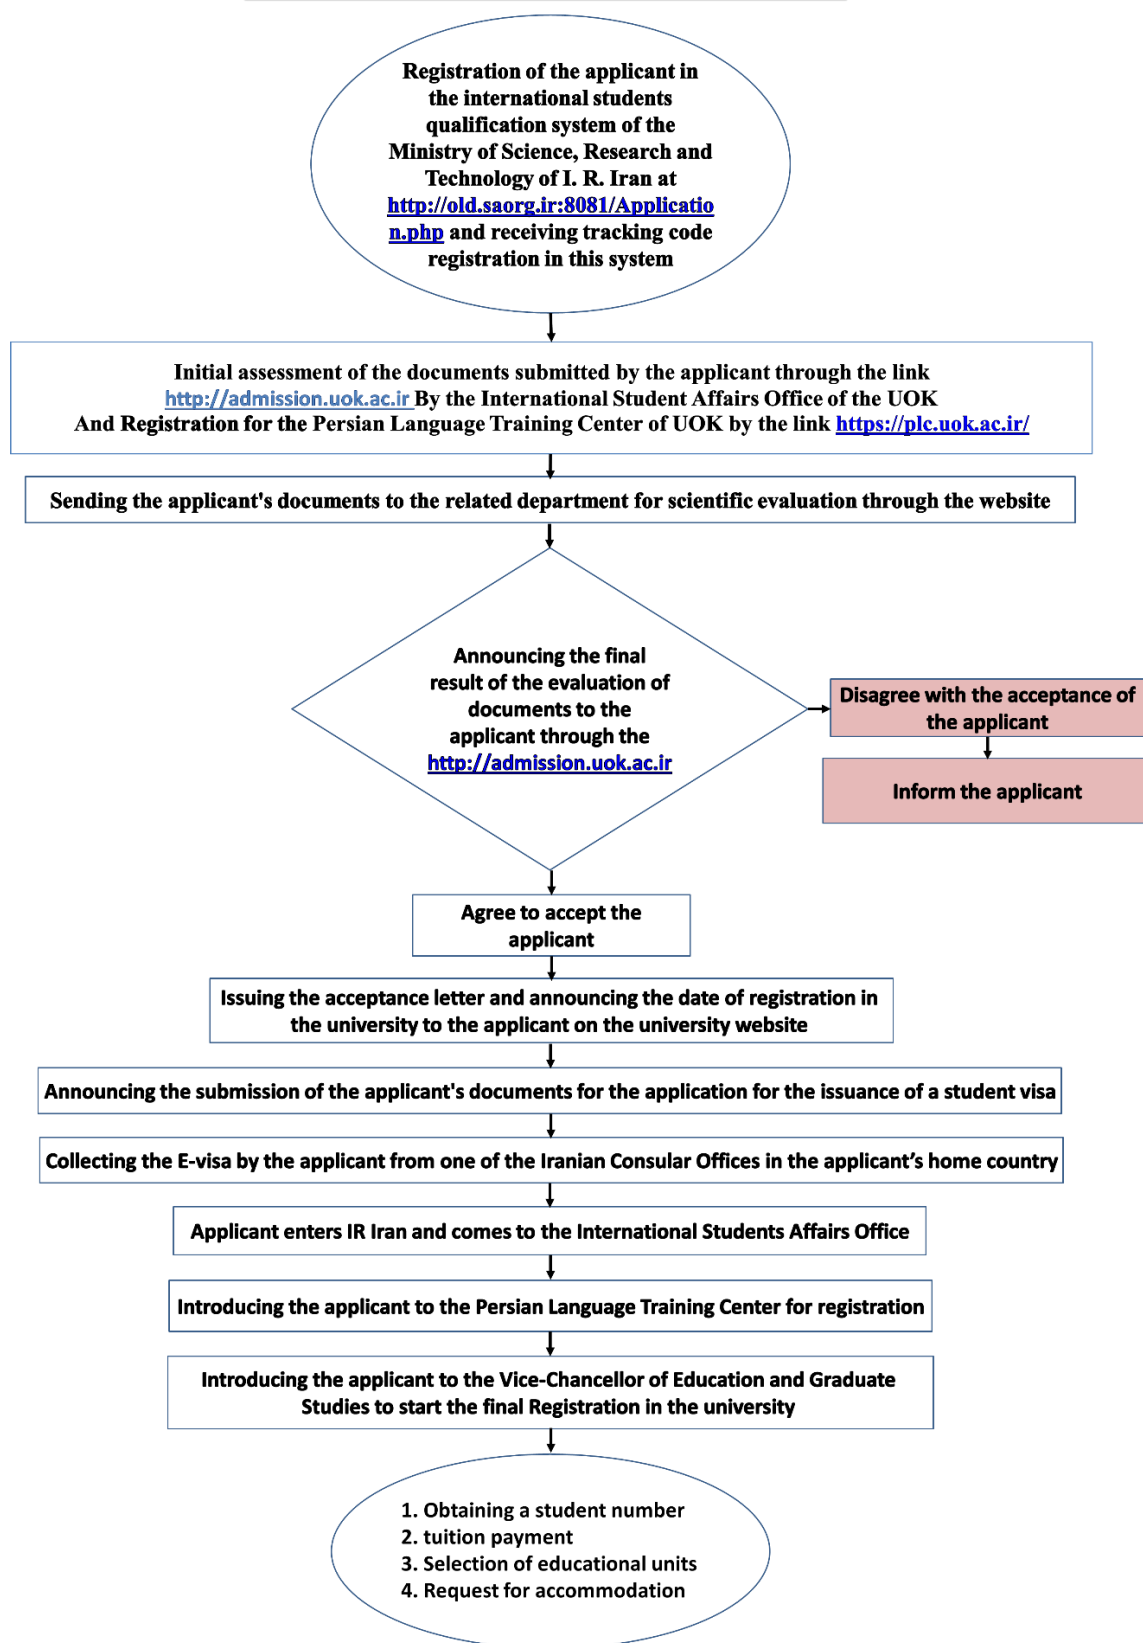 Registration of the applicant in
the international students
qualification system of the
Ministry of Science, Research and
Technology of I. R. Iran at
http://old.saorg.ir:8081/Applicatio
n.php and receiving tracking code
registration in this system
Initial assessment of the documents submitted by the applicant through the link
http://admission.uok.ac.ir By the International Student Affairs Office of the UOK
And Registration for the Persian Language Training Center of UOK by the link https://plc.uok.ac.ir/
Sending the applicant's documents to the related department for scientific evaluation through the website
Announcing the final
result of the evaluation of
documents to the
applicant through the
http://admission.uok.ac.ir
Disagree with the acceptance of
the applicant
Inform the applicant
Agree to accept the
applicant
Issuing the acceptance letter and announcing the date of registration in
the university to the applicant on the university website
Announcing the submission of the applicant's documents for the application for the issuance of a student visa
Collecting the E-visa by the applicant from one of the Iranian Consular Offices in the applicant’s home country
Applicant enters IR Iran and comes to the International Students Affairs Office
Introducing the applicant to the Persian Language Training Center for registration
Introducing the applicant to the Vice-Chancellor of Education and Graduate
Studies to start the final Registration in the university
1. Obtaining a student number
2. tuition payment
3. Selection of educational units
4. Request for accommodation